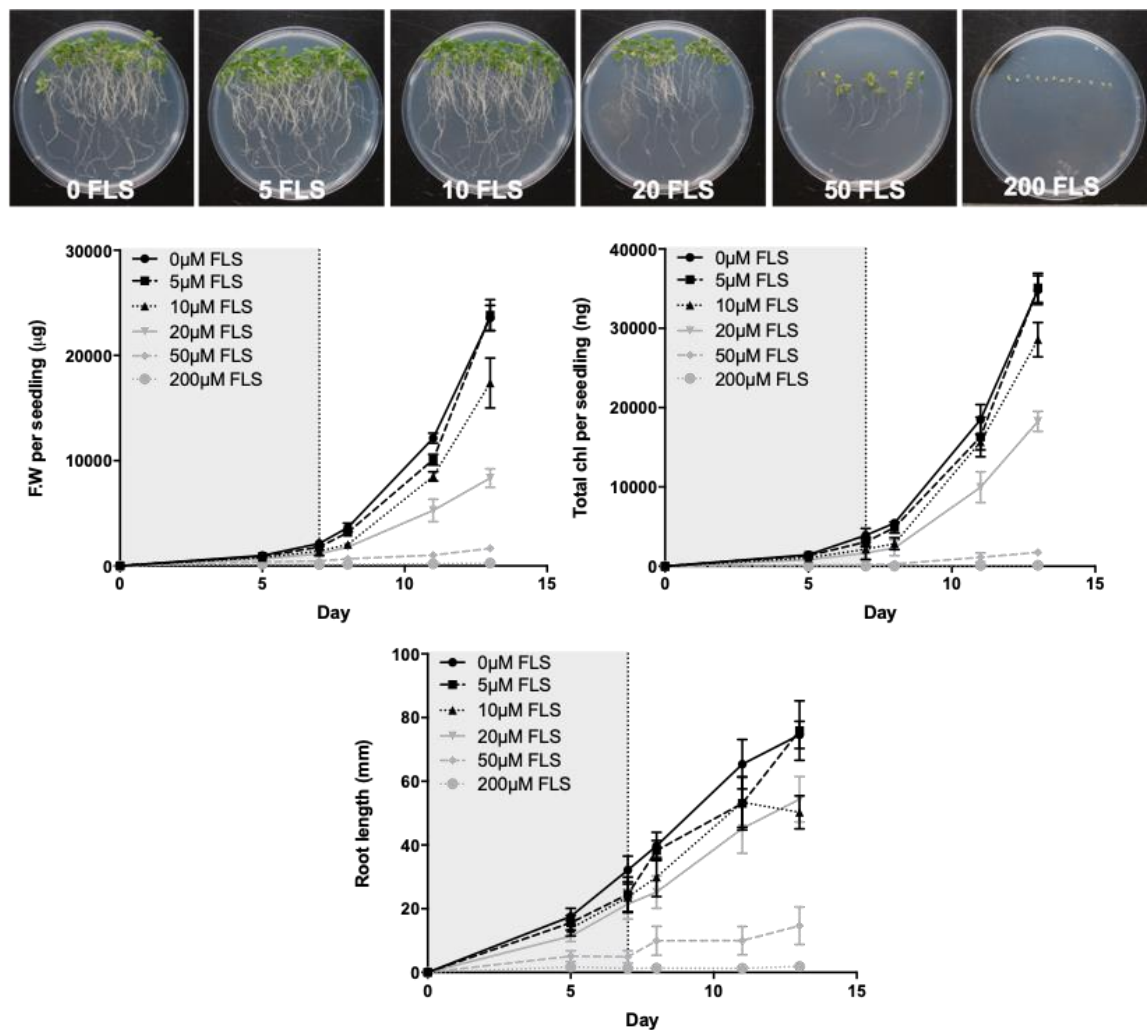 0 FLS 5 FLS 10 FLS 20 FLS 50 FLS 200 FLS
30000
20000
10000
0
F.W per seedling (μg)
0μM FLS
5μM FLS
10μM FLS
20μM FLS
50μM FLS
200μM FLS
0 5 10 15
Day
40000
30000
20000
10000
0
Total chl per seedling (ng)
0μM FLS
5μM FLS
10μM FLS
20μM FLS
50μM FLS
200μM FLS
0 5 10 15
Day
100
80
60
40
20
0
Root length (mm)
0μM FLS
5μM FLS
10μM FLS
20μM FLS
50μM FLS
200μM FLS
0 5 10 15
Day